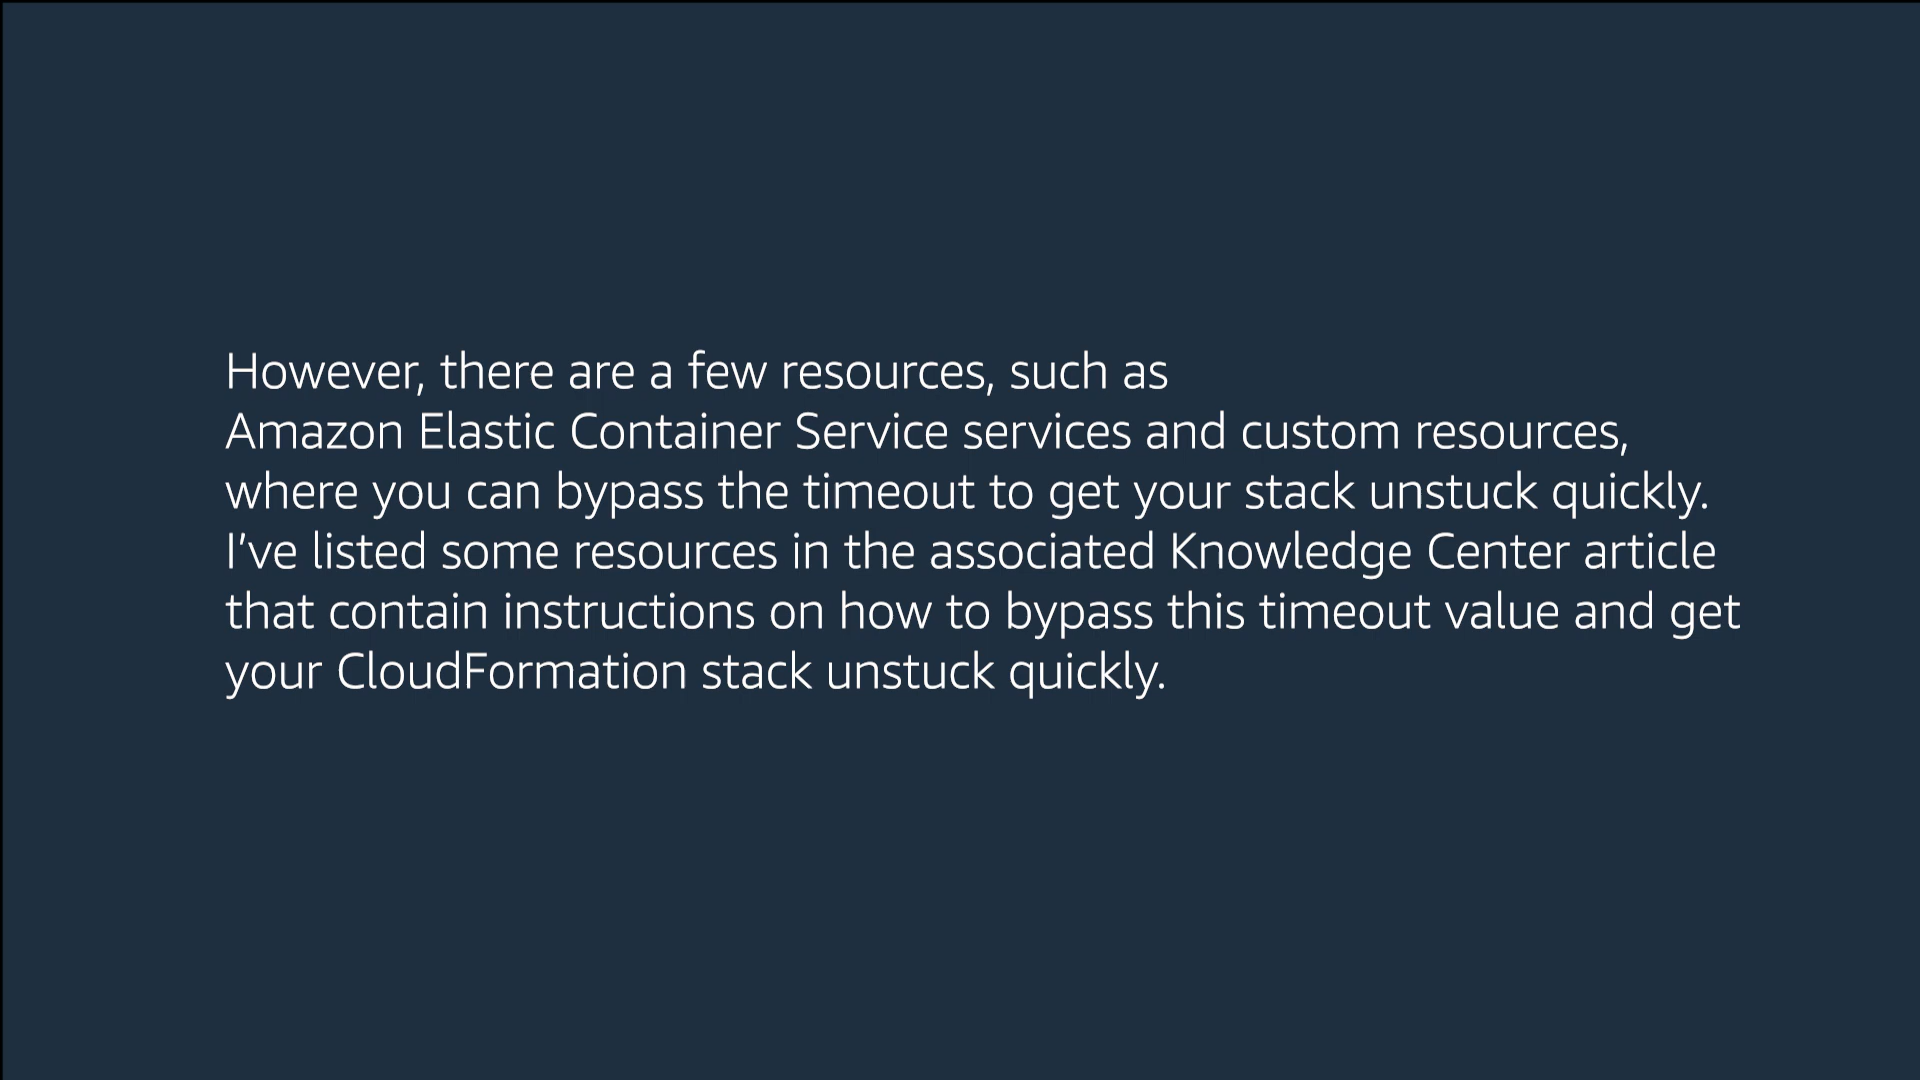 However, there are a few resources, such as
Amazon Elastic Container Service services and custom resources,
where you can bypass the timeout to get your stack unstuck quickly.
I’ve listed some resources in the associated Knowledge Center article
that contain instructions on how to bypass this timeout value and get
your CloudFormation stack unstuck quickly.